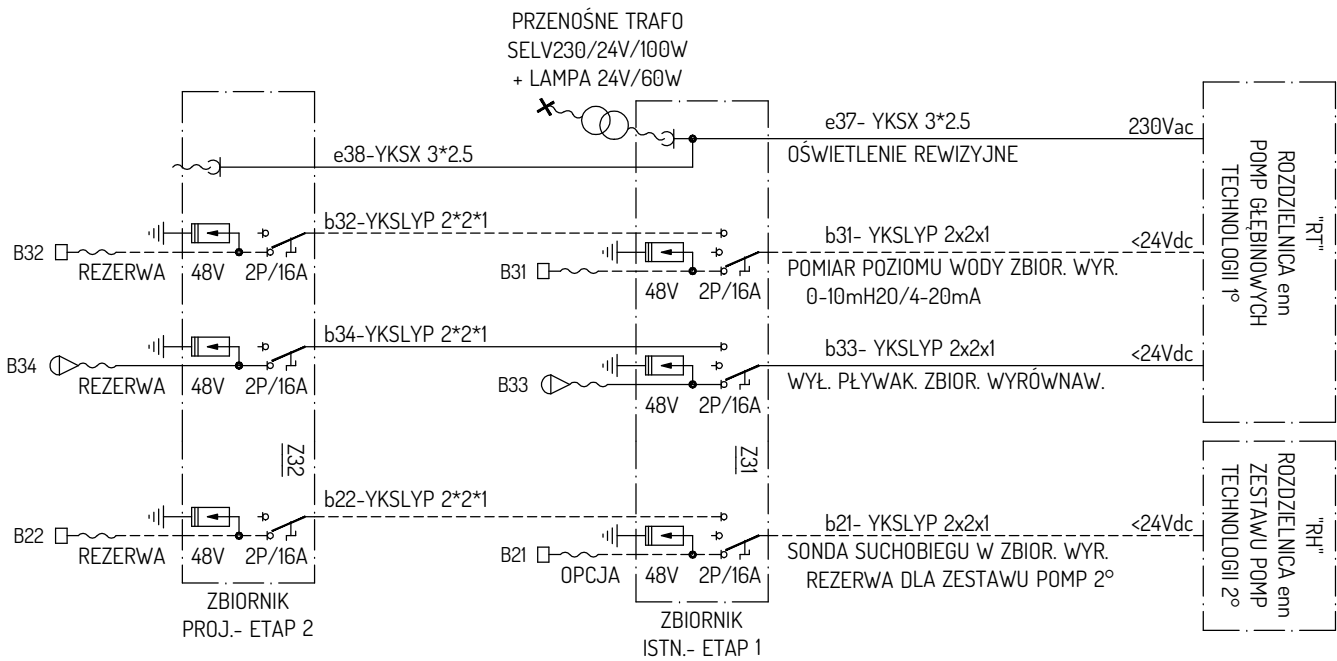 PRZENOŚNE TRAFO
SELV230/24V/100W
+ LAMPA 24V/60W
e37- YKSX 3*2.5
230Vac
OŚWIETLENIE REWIZYJNE
e38-YKSX 3*2.5
ROZDZIELNICA enn "RT"
POMP GŁĘBINOWYCH
TECHNOLOGII 1°
b32-YKSLYP 2*2*1
B32
REZERWA
48V
2P/16A
b31- YKSLYP 2x2x1
<24Vdc
B31
48V
2P/16A
POMIAR POZIOMU WODY ZBIOR. WYR.
0-10mH2O/4-20mA
b34-YKSLYP 2*2*1
B34
REZERWA
48V
2P/16A
b33- YKSLYP 2x2x1
<24Vdc
B33
48V
2P/16A
WYŁ. PŁYWAK. ZBIOR. WYRÓWNAW.
Z32
Z31
ROZDZIELNICA enn "RH"
ZESTAWU POMP
TECHNOLOGII 2°
b22-YKSLYP 2*2*1
B22
REZERWA
48V
2P/16A
b21- YKSLYP 2x2x1
<24Vdc
B21
OPCJA
48V
2P/16A
SONDA SUCHOBIEGU W ZBIOR. WYR.
REZERWA DLA ZESTAWU POMP 2°
ZBIORNIK
PROJ.- ETAP 2
ZBIORNIK
ISTN.- ETAP 1